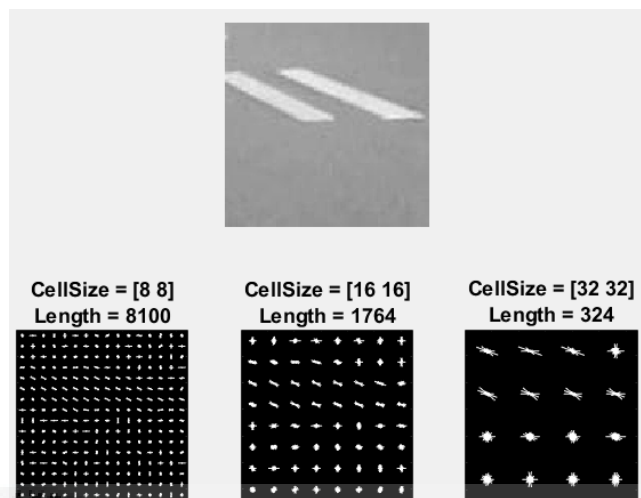 CellSize = [8 8]
Length = 8100
CellSize = [16 16]
Length = 1764
CellSize = [32 32]
Length = 324